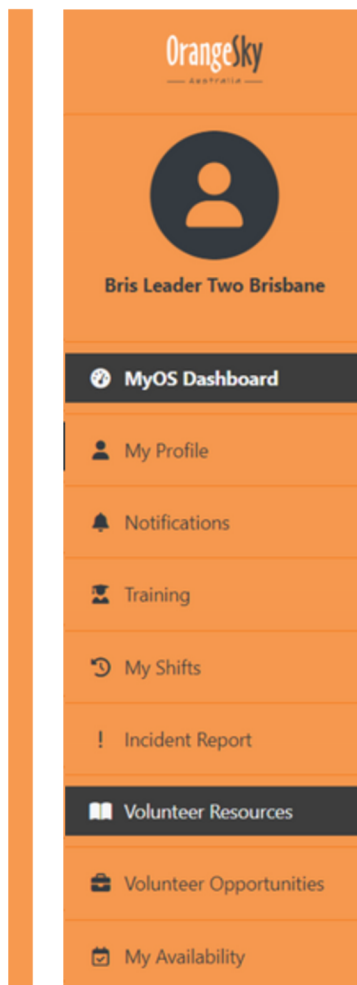 OrangeSky
Australia
Bris Leader Two Brisbane
MyOS Dashboard
My Profile
Notifications
Training
My Shifts
Incident Report
Volunteer Resources
Volunteer Opportunities
My Availability